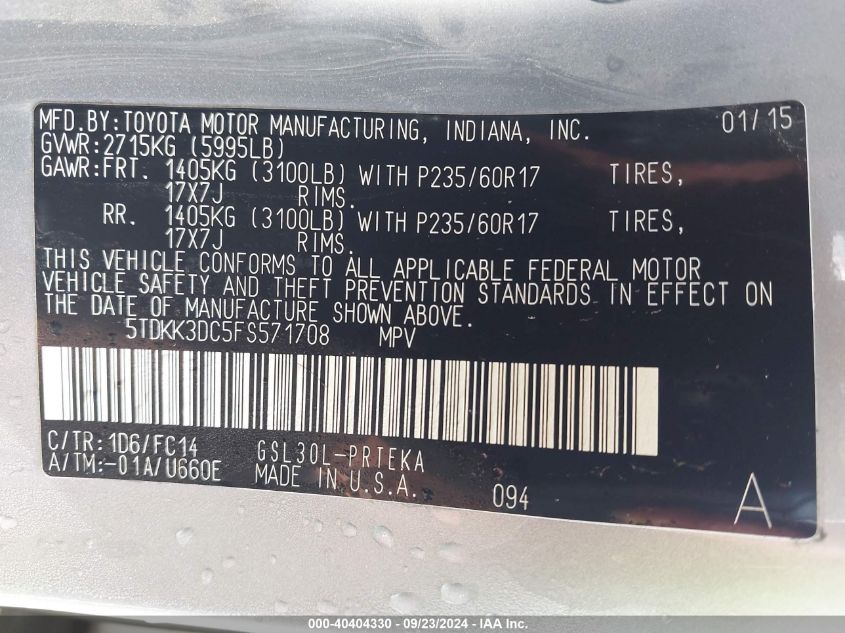 MFD.BY:TOYOTA MOTOR MANUFACTURING, INDIANA, INC. 01/15
GVWR:2715KG (5995LB)
GAWR:FRT. 1405KG (3100LB) WITH P235/60R17 TIRES,
17X7J RIMS.
RR. 1405KG (3100LB) WITH P235/60R17 TIRES,
17X7J RIMS.
THIS VEHICLE CONFORMS TO ALL APPLICABLE FEDERAL MOTOR
VEHICLE SAFETY AND THEFT PREVENTION STANDARDS IN EFFECT ON
THE DATE OF MANUFACTURE SHOWN ABOVE.
5TDKK3DC5FS571708 MPV
C/TR:1D6/FC14 GSL30L-PRTEKA
A/TM:-01A/U660E MADE IN U.S.A. 094 A
000-40404330 - 09/23/2024 - IAA Inc.